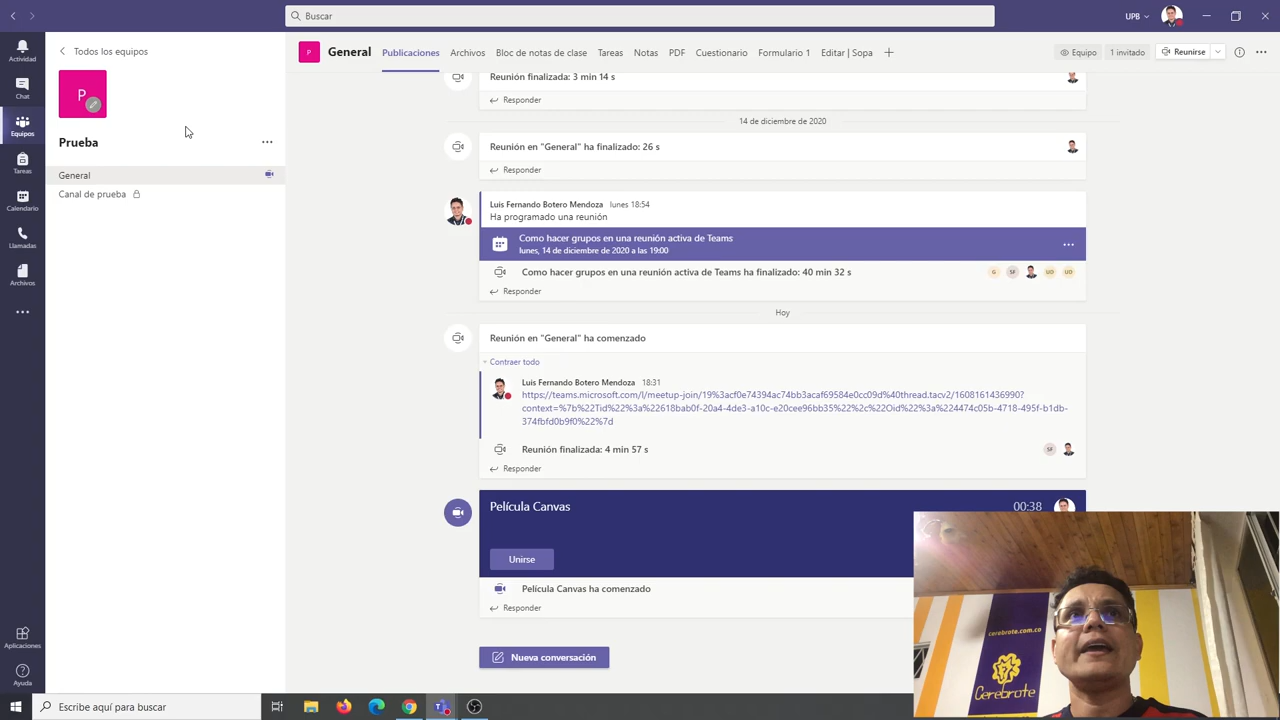 Buscar
UPB
Actividad
Chat
Equipos
Tareas
Calendario
Llamadas
Archivos
Aplicaciones
Ayuda
Todos los equipos
P
Prueba
General
Canal de prueba
P
General
Publicaciones
Archivos
Bloc de notas de clase
Tareas
Notas
PDF
Cuestionario
Formulario 1
Editar | Sopa
Equipo
1 invitado
Reunirse
Reunión finalizada: 3 min 14 s
Responder
14 de diciembre de 2020
Reunión en "General" ha finalizado: 26 s
Responder
Luis Fernando Botero Mendoza lunes 18:54
Ha programado una reunión
Como hacer grupos en una reunión activa de Teams
lunes, 14 de diciembre de 2020 a las 19:00
Como hacer grupos en una reunión activa de Teams ha finalizado: 40 min 32 s
G SF UO UO
Responder
Hoy
Reunión en "General" ha comenzado
Contraer todo
Luis Fernando Botero Mendoza 18:31
https://teams.microsoft.com/l/meetup-join/19%3acf0e74394ac74bb3acaf69584e0cc09d%40thread.tacv2/1608161436990?
context=%7b%22Tid%22%3a%22618bab0f-20a4-4de3-a10c-e20cee96bb35%22%2c%22Oid%22%3a%224474c05b-4718-495f-b1db-
374fbfd0b9f0%22%7d
Reunión finalizada: 4 min 57 s
SF
Responder
Película Canvas
00:38
Unirse
Película Canvas ha comenzado
Responder
Nueva conversación
cerebrote.com.co
Cerebrote
Escribe aquí para buscar